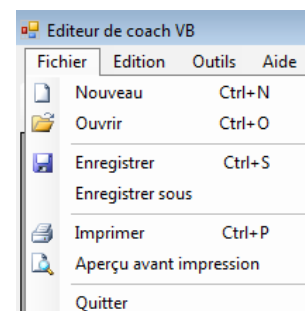 Editeur de coach VB
Fichier Edition Outils Aide
Nouveau Ctrl+N
Ouvrir Ctrl+O
Enregistrer Ctrl+S
Enregistrer sous
Imprimer Ctrl+P
Aperçu avant impression
Quitter